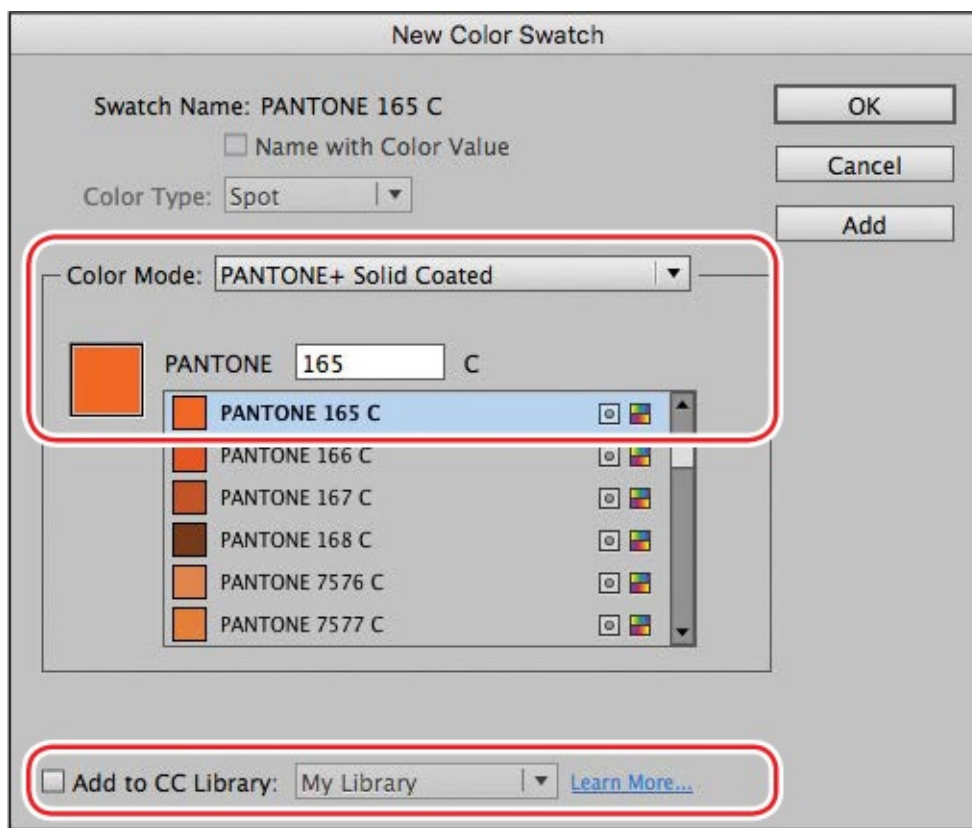 New Color Swatch
Swatch Name: PANTONE 165 C
OK
Name with Color Value
Cancel
Color Type: Spot
Add
Color Mode: PANTONE+ Solid Coated
PANTONE 165 C
PANTONE 165 C
PANTONE 166 C
PANTONE 167 C
PANTONE 168 C
PANTONE 7576 C
PANTONE 7577 C
Add to CC Library: My Library Learn More...